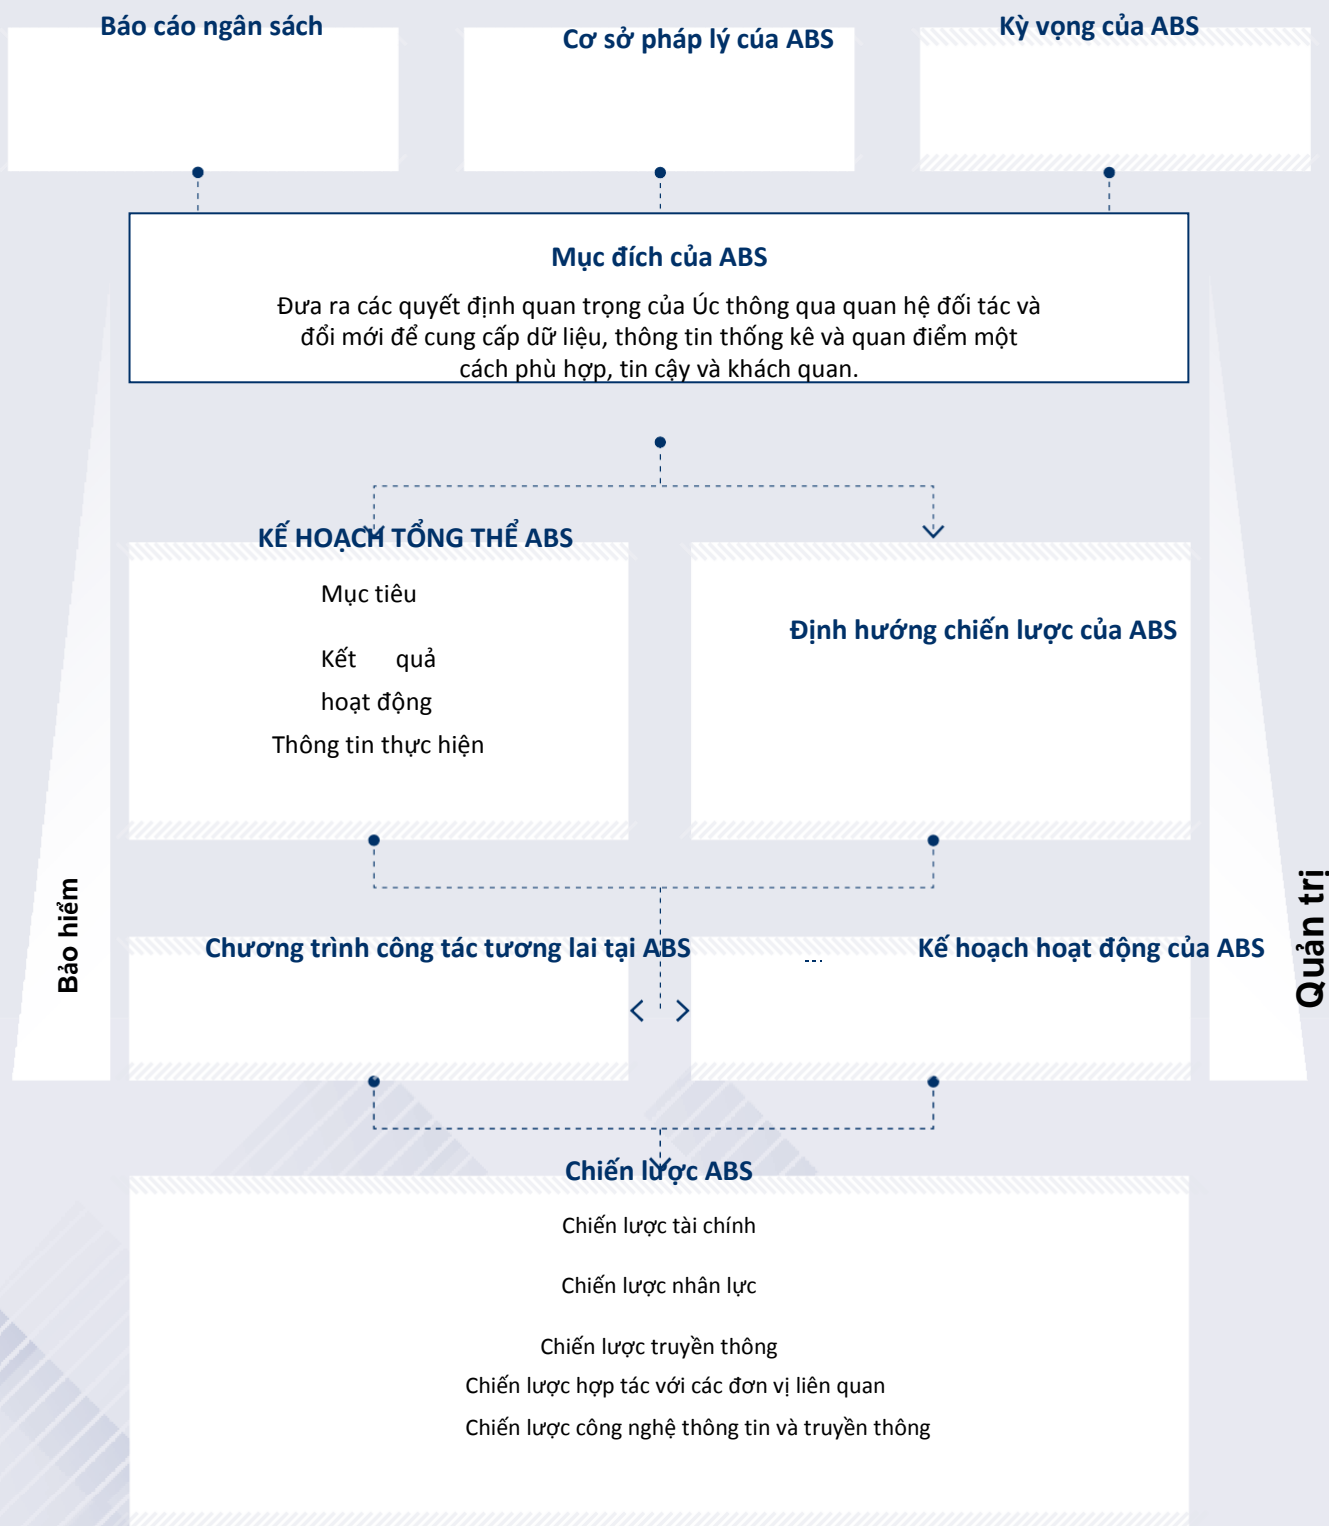 Báo cáo ngân sách
Cơ sở pháp lý cúa ABS
Kỳ vọng của ABS
Mục đích của ABS
Đưa ra các quyết định quan trọng của Úc thông qua quan hệ đối tác và
đổi mới để cung cấp dữ liệu, thông tin thống kê và quan điểm một
cách phù hợp, tin cậy và khách quan.
KẾ HOẠCH TỔNG THỂ ABS
Mục tiêu
Kết quả
hoạt động
Thông tin thực hiện
Định hướng chiến lược của ABS
Bảo hiểm
Quản trị
Chương trình công tác tương lai tại ABS
...
Kế hoạch hoạt động của ABS
Chiến lược ABS
Chiến lược tài chính
Chiến lược nhân lực
Chiến lược truyền thông
Chiến lược hợp tác với các đơn vị liên quan
Chiến lược công nghệ thông tin và truyền thông